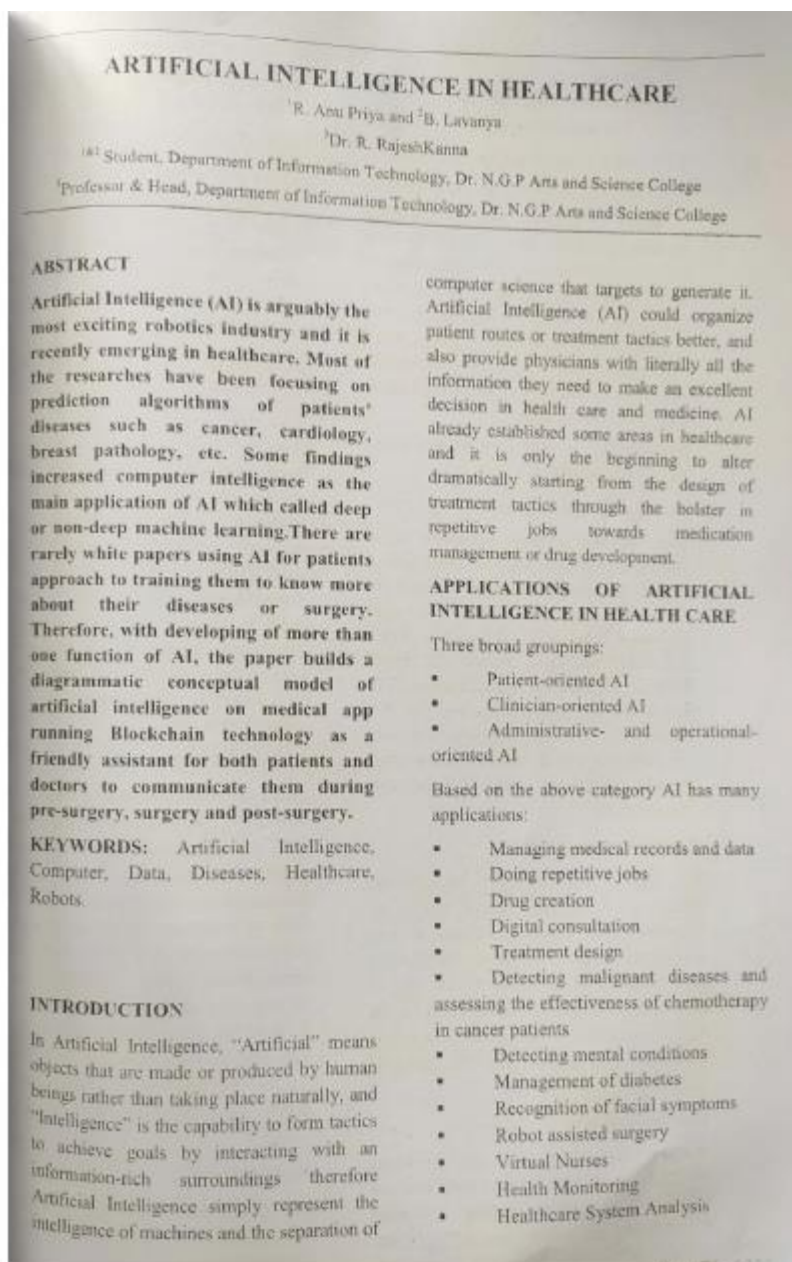 ARTIFICIAL INTELLIGENCE IN HEALTHCARE
¹R. Anu Priya and ²B. Lavanya
³Dr. R. RajeshKanna
¹&² Student, Department of Information Technology, Dr. N.G.P Arts and Science College
³Professor & Head, Department of Information Technology, Dr. N.G.P Arts and Science College
ABSTRACT
Artificial Intelligence (AI) is arguably the
most exciting robotics industry and it is
recently emerging in healthcare. Most of
the researches have been focusing on
prediction algorithms of patients'
diseases such as cancer, cardiology,
breast pathology, etc. Some findings
increased computer intelligence as the
main application of AI which called deep
or non-deep machine learning.There are
rarely white papers using AI for patients
approach to training them to know more
about their diseases or surgery.
Therefore, with developing of more than
one function of AI, the paper builds a
diagrammatic conceptual model of
artificial intelligence on medical app
running Blockchain technology as a
friendly assistant for both patients and
doctors to communicate them during
pre-surgery, surgery and post-surgery.
KEYWORDS: Artificial Intelligence,
Computer, Data, Diseases, Healthcare,
Robots.
INTRODUCTION
In Artificial Intelligence, "Artificial" means
objects that are made or produced by human
beings rather than taking place naturally, and
"Intelligence" is the capability to form tactics
to achieve goals by interacting with an
information-rich surroundings therefore
Artificial Intelligence simply represent the
intelligence of machines and the separation of
computer science that targets to generate it.
Artificial Intelligence (AI) could organize
patient routes or treatment tactics better, and
also provide physicians with literally all the
information they need to make an excellent
decision in health care and medicine. AI
already established some areas in healthcare
and it is only the beginning to alter
dramatically starting from the design of
treatment tactics through the bolster in
repetitive jobs towards medication
management or drug development.
APPLICATIONS OF ARTIFICIAL
INTELLIGENCE IN HEALTH CARE
Three broad groupings:
▪ Patient-oriented AI
▪ Clinician-oriented AI
▪ Administrative- and operational-
oriented AI
Based on the above category AI has many
applications:
▪ Managing medical records and data
▪ Doing repetitive jobs
▪ Drug creation
▪ Digital consultation
▪ Treatment design
▪ Detecting malignant diseases and
assessing the effectiveness of chemotherapy
in cancer patients
▪ Detecting mental conditions
▪ Management of diabetes
▪ Recognition of facial symptoms
▪ Robot assisted surgery
▪ Virtual Nurses
▪ Health Monitoring
▪ Healthcare System Analysis